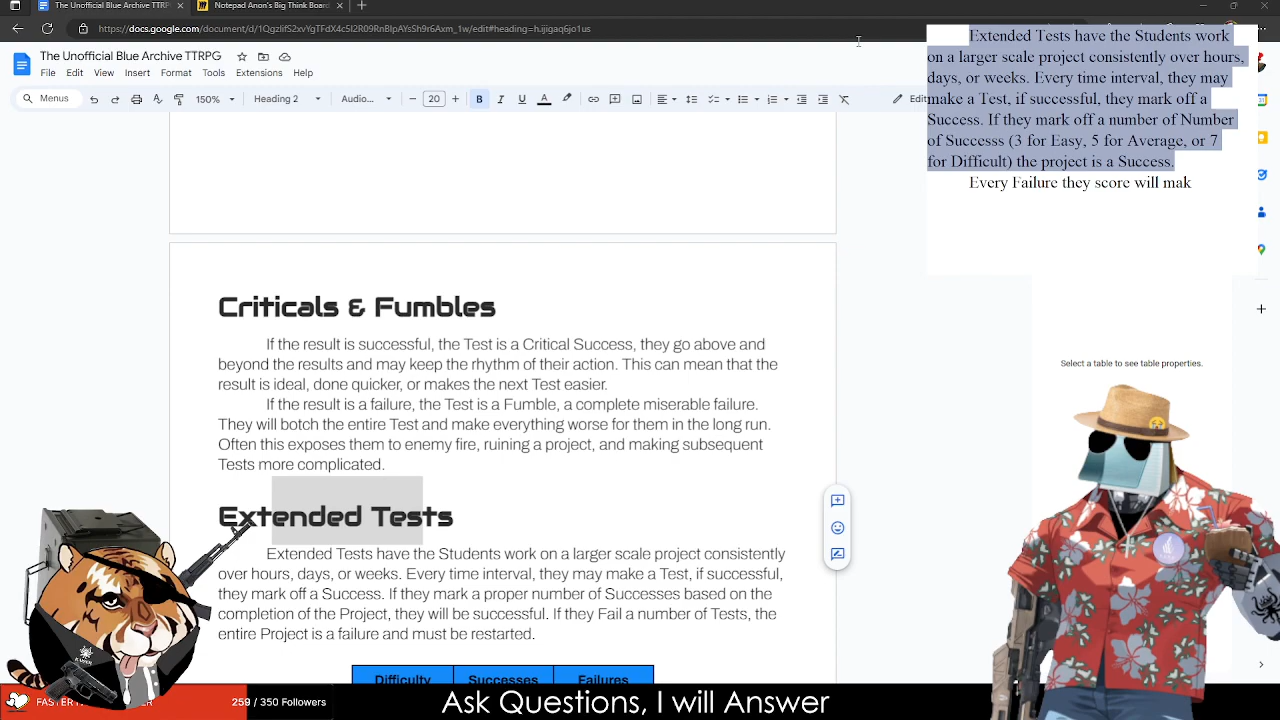 The Unofficial Blue Archive TTRP
Notepad Anon's Big Think Board
https://docs.google.com/document/d/1QgzlifS2xvYgTFdX4c5l2R09RnBlpAYsSh9r6Axm_1w/edit#heading=h.ijigaq6jo1us
The Unofficial Blue Archive TTRPG
File Edit View Insert Format Tools Extensions Help
Menus 150% Heading 2 Audio... 20 B I U A Edit
Extended Tests have the Students work
on a larger scale project consistently over hours,
days, or weeks. Every time interval, they may
make a Test, if successful, they mark off a
Success. If they mark off a number of Number
of Successs (3 for Easy, 5 for Average, or 7
for Difficult) the project is a Success.
Every Failure they score will mak
Criticals & Fumbles
If the result is successful, the Test is a Critical Success, they go above and
beyond the results and may keep the rhythm of their action. This can mean that the
result is ideal, done quicker, or makes the next Test easier.
If the result is a failure, the Test is a Fumble, a complete miserable failure.
They will botch the entire Test and make everything worse for them in the long run.
Often this exposes them to enemy fire, ruining a project, and making subsequent
Tests more complicated.
Extended Tests
Extended Tests have the Students work on a larger scale project consistently
over hours, days, or weeks. Every time interval, they may make a Test, if successful,
they mark off a Success. If they mark a proper number of Successes based on the
completion of the Project, they will be successful. If they Fail a number of Tests, the
entire Project is a failure and must be restarted.
Difficulty Successes Failures
Select a table to see table properties.
FASTER
259 / 350 Followers
Ask Questions, I will Answer